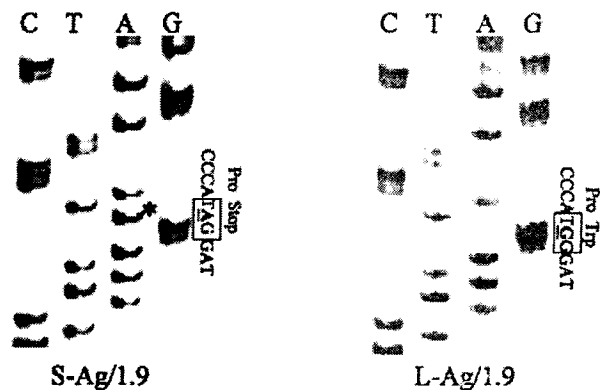 C T A G
Pro Stop
CCCATAGGAT
*
S-Ag/1.9
C T A G
Pro Trp
CCCATGGGAT
L-Ag/1.9